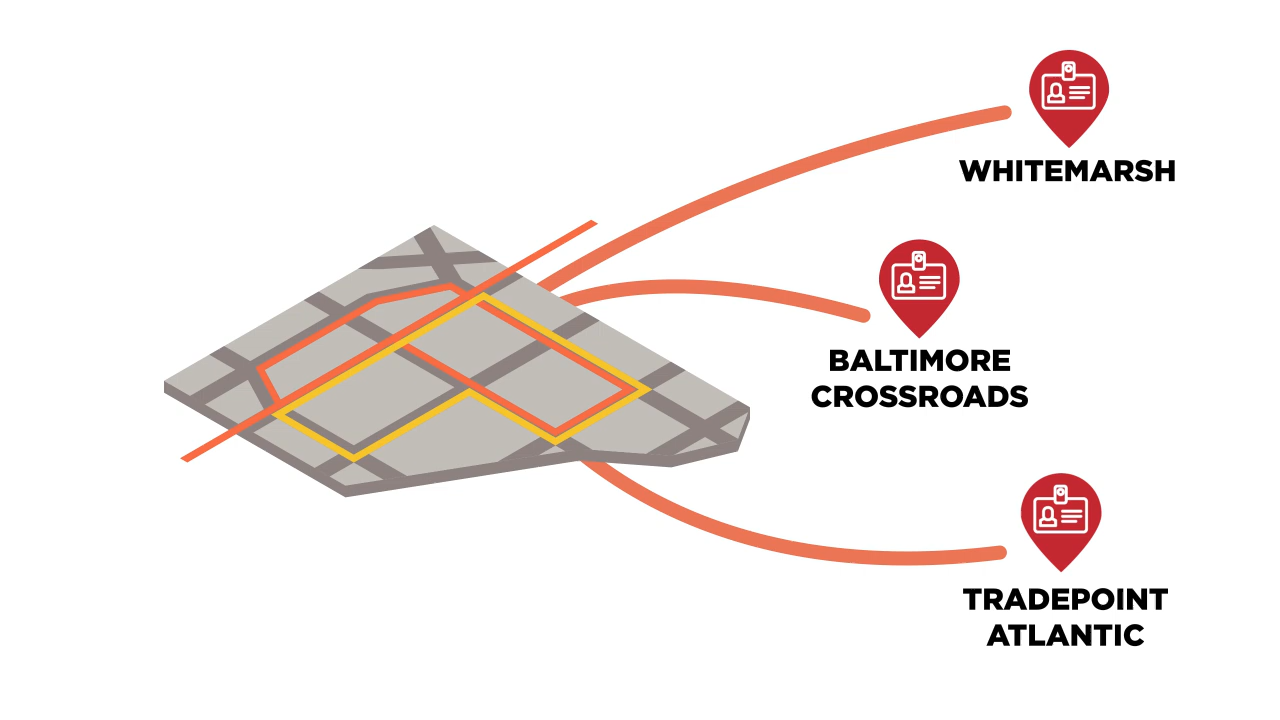 WHITEMARSH
BALTIMORE
CROSSROADS
TRADEPOINT
ATLANTIC